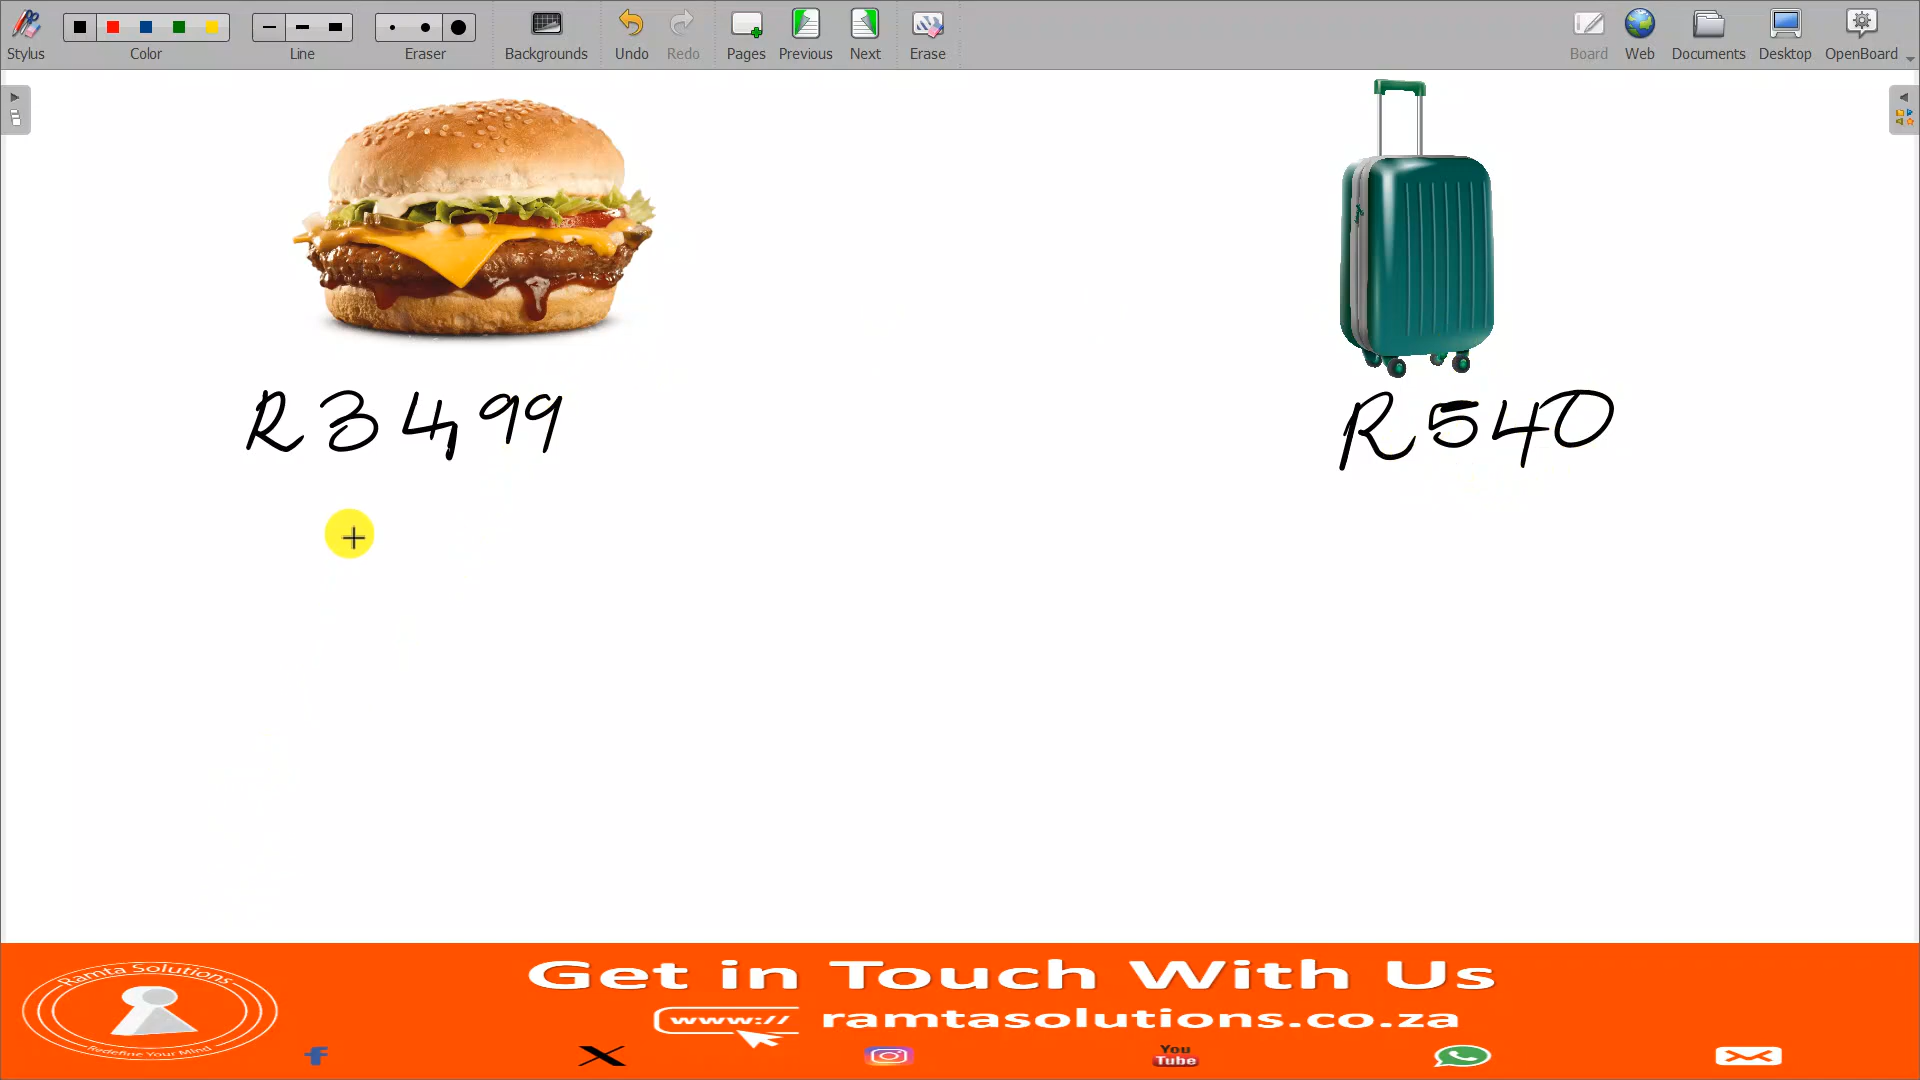 Stylus
Color
Line
Eraser
Backgrounds
Undo
Redo
Pages
Previous
Next
Erase
Board
Web
Documents
Desktop
OpenBoard
R34,99
R540
Ramta Solutions
Redefine Your Mind
Get in Touch With Us
www:// ramtasolutions.co.za
You
Tube